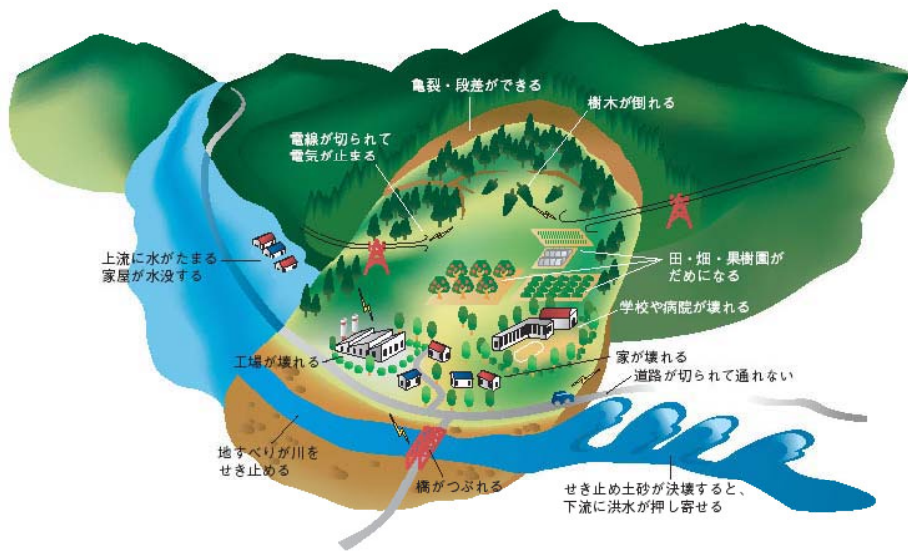 亀裂・段差ができる
樹木が倒れる
電線が切られて
電気が止まる
上流に水がたまる
家屋が水没する
田・畑・果樹園が
だめになる
学校や病院が壊れる
工場が壊れる
家が壊れる
道路が切られて通れない
地すべりが川を
せき止める
橋がつぶれる
せき止め土砂が決壊すると、
下流に洪水が押し寄せる